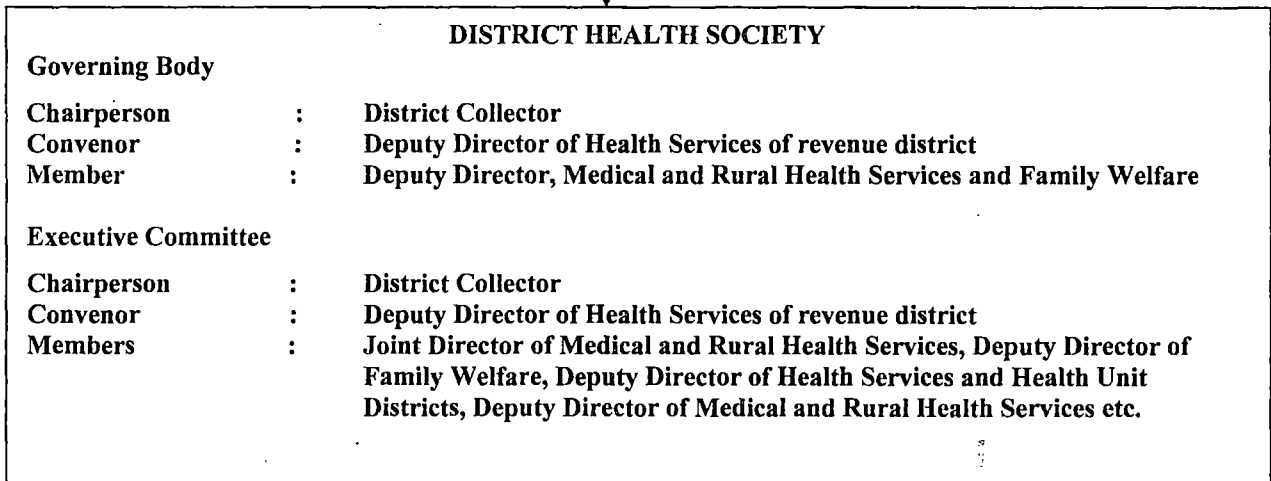 DISTRICT HEALTH SOCIETY
Governing Body
Chairperson : District Collector
Convenor : Deputy Director of Health Services of revenue district
Member : Deputy Director, Medical and Rural Health Services and Family Welfare
Executive Committee
Chairperson : District Collector
Convenor : Deputy Director of Health Services of revenue district
Members : Joint Director of Medical and Rural Health Services, Deputy Director of
Family Welfare, Deputy Director of Health Services and Health Unit
Districts, Deputy Director of Medical and Rural Health Services etc.